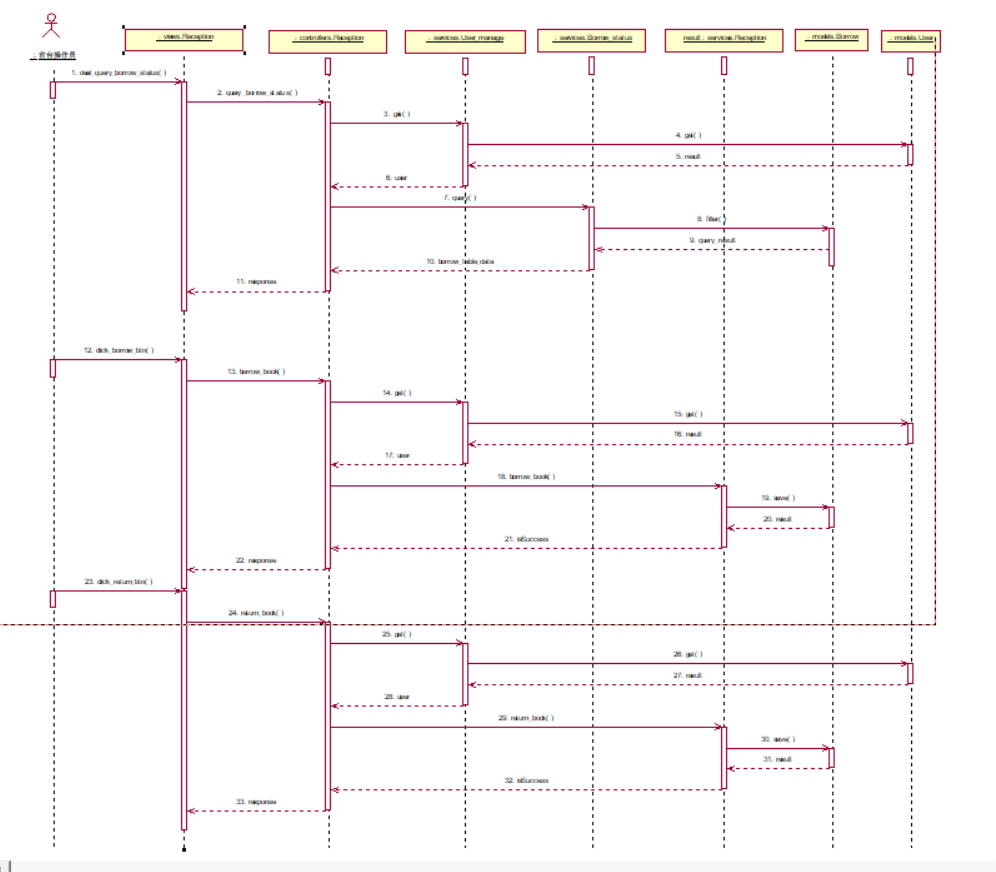 : 前台操作员
: views.Reception
: controllers.Reception
: services.User_manage
: services.Borrow_status
result : services.Reception
: models.Borrow
: models.User
1. deal_query_borrow_status( )
2. query_borrow_status( )
3. get( )
4. get( )
5. result
6. user
7. query( )
8. filter( )
9. query_result
10. borrow_table_data
11. response
12. click_borrow_btn( )
13. borrow_book( )
14. get( )
15. get( )
16. result
17. user
18. borrow_book( )
19. save( )
20. result
21. isSuccess
22. response
23. click_return_btn( )
24. return_book( )
25. get( )
26. get( )
27. result
28. user
29. return_book( )
30. save( )
31. result
32. isSuccess
33. response